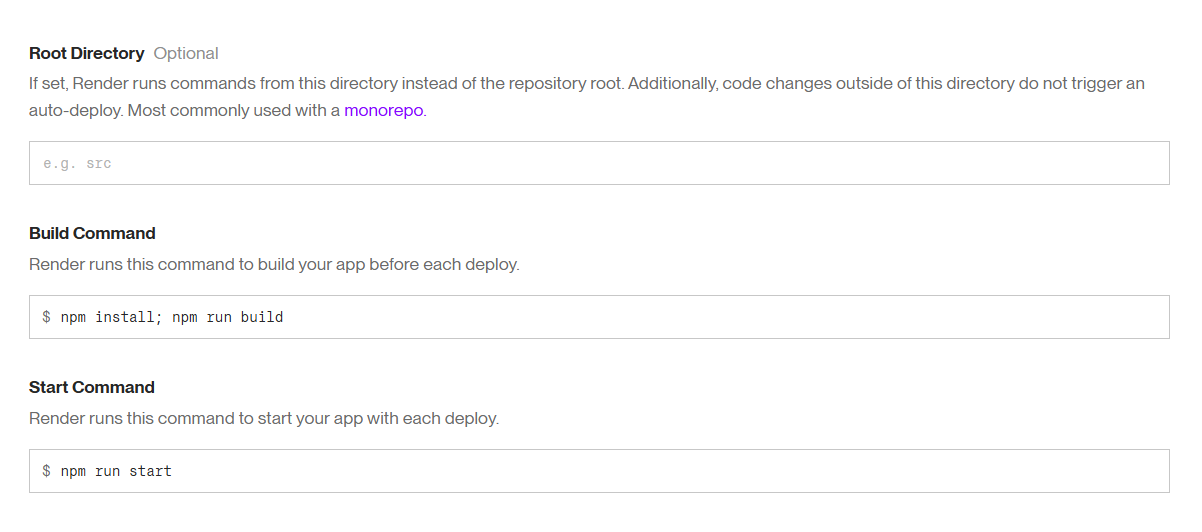 Root Directory Optional
If set, Render runs commands from this directory instead of the repository root. Additionally, code changes outside of this directory do not trigger an
auto-deploy. Most commonly used with a monorepo.
e.g. src
Build Command
Render runs this command to build your app before each deploy.
$ npm install; npm run build
Start Command
Render runs this command to start your app with each deploy.
$ npm run start